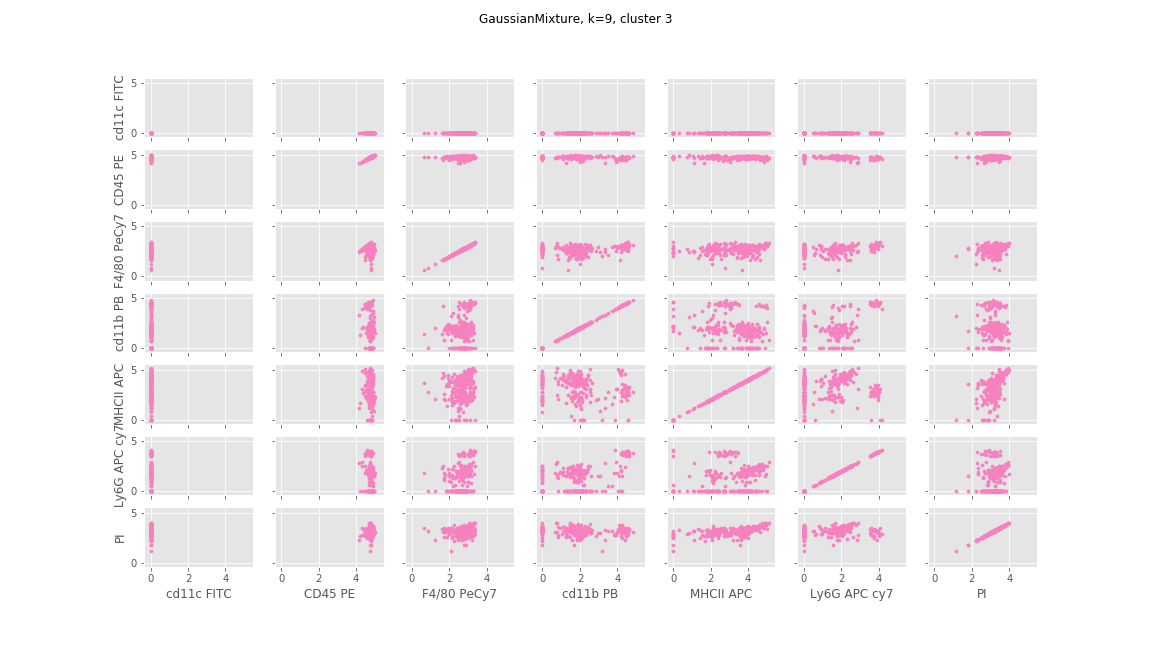 GaussianMixture, k=9, cluster 3
cd11c FITC
5
0
CD45 PE
5
0
F4/80 PeCy7
5
0
cd11b PB
5
0
MHCII APC
5
0
Ly6G APC cy7
5
0
PI
5
0
0 2 4 0 2 4 0 2 4 0 2 4 0 2 4 0 2 4 0 2 4
cd11c FITC CD45 PE F4/80 PeCy7 cd11b PB MHCII APC Ly6G APC cy7 PI